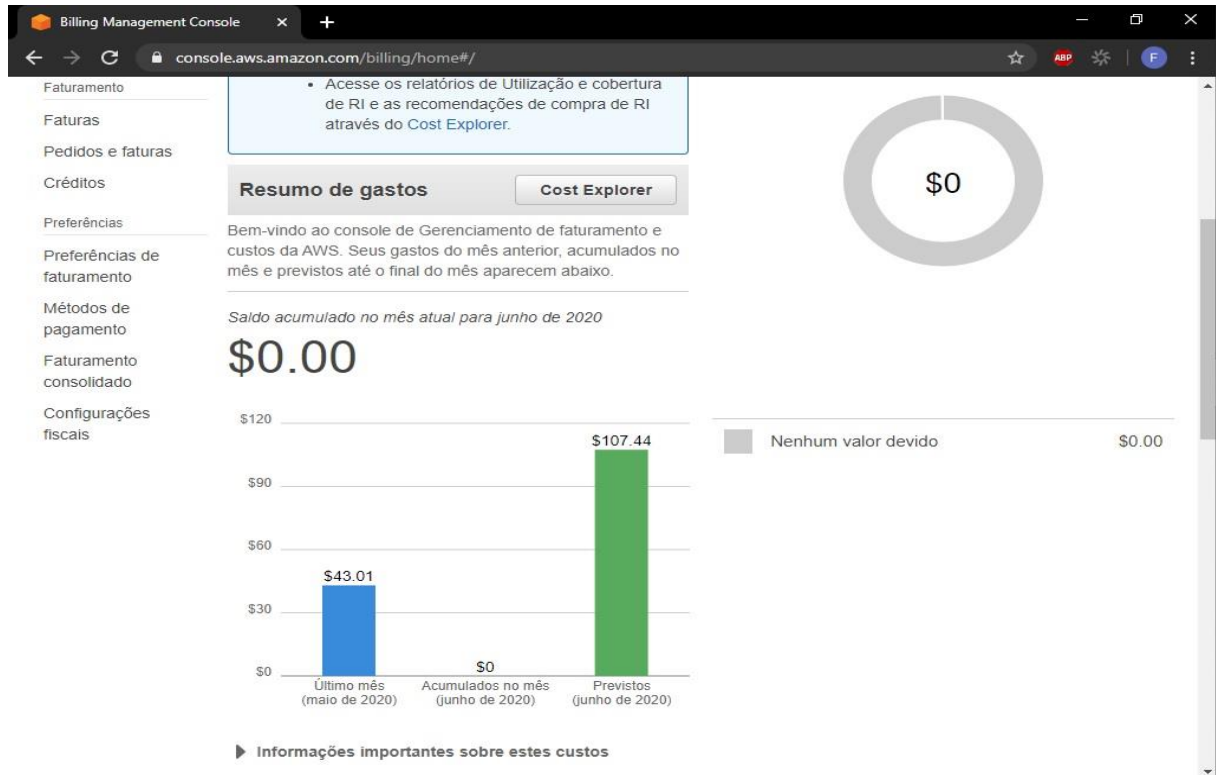 Billing Management Console
console.aws.amazon.com/billing/home#/
ABP
F
Faturamento
Faturas
Pedidos e faturas
Créditos
Preferências
Preferências de
faturamento
Métodos de
pagamento
Faturamento
consolidado
Configurações
fiscais
• Acesse os relatórios de Utilização e cobertura
de RI e as recomendações de compra de RI
através do Cost Explorer.
Resumo de gastos
Cost Explorer
Bem-vindo ao console de Gerenciamento de faturamento e
custos da AWS. Seus gastos do mês anterior, acumulados no
mês e previstos até o final do mês aparecem abaixo.
Saldo acumulado no mês atual para junho de 2020
$0.00
$120
$90
$60
$30
$0
$43.01
$0
$107.44
Último mês
(maio de 2020)
Acumulados no mês
(junho de 2020)
Previstos
(junho de 2020)
Informações importantes sobre estes custos
$0
Nenhum valor devido $0.00